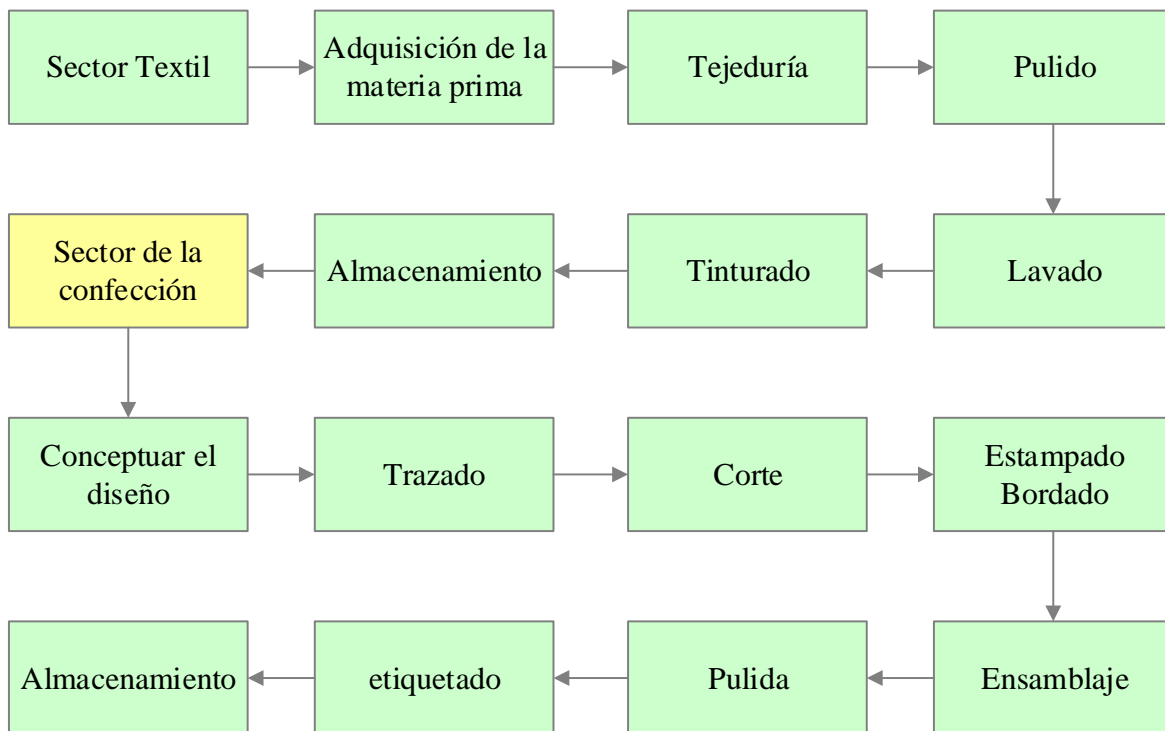 Sector Textil
Adquisición de la
materia prima
Tejeduría
Pulido
Sector de la
confección
Almacenamiento
Tinturado
Lavado
Conceptuar el
diseño
Trazado
Corte
Estampado
Bordado
Almacenamiento
etiquetado
Pulida
Ensamblaje